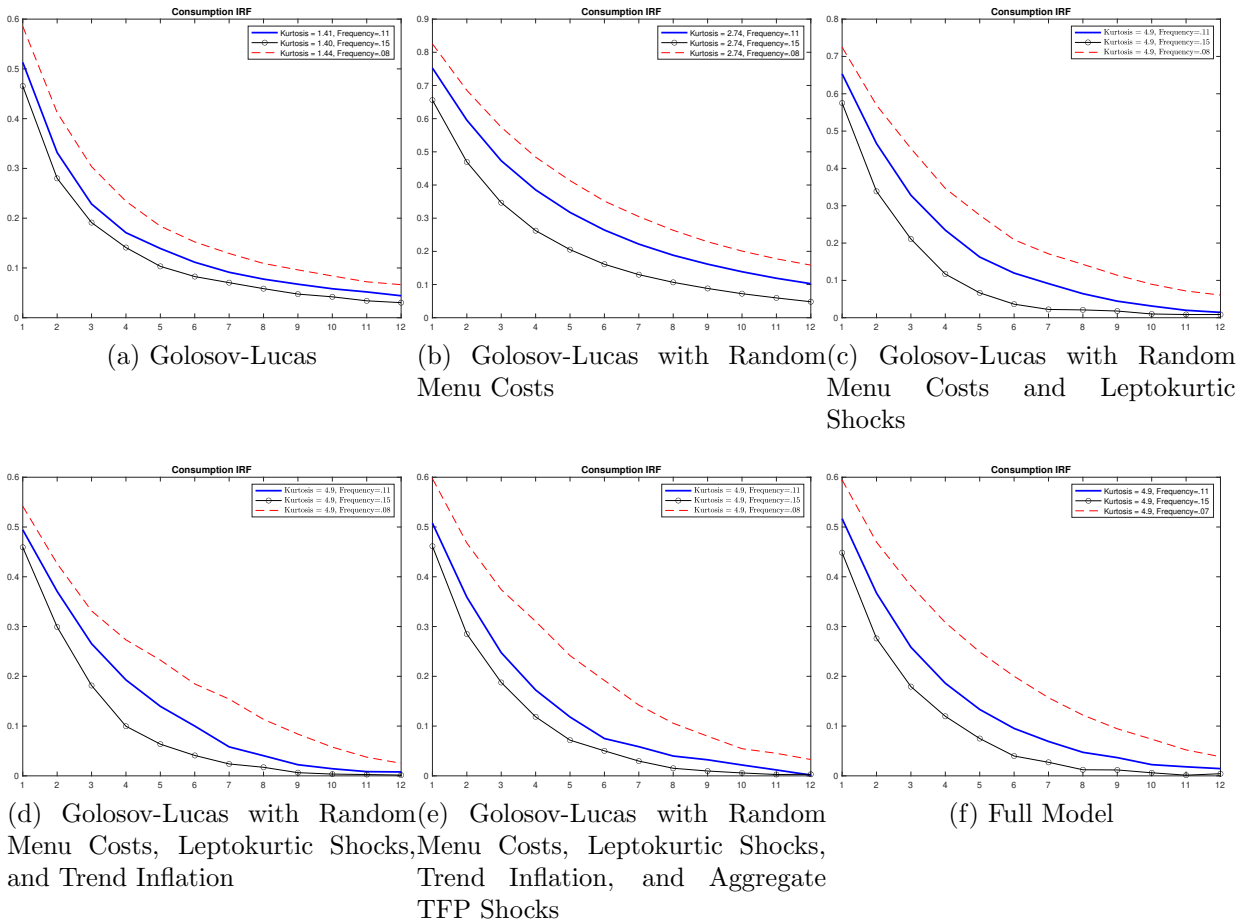 Consumption IRF
Kurtosis = 1.41, Frequency=.11
Kurtosis = 1.40, Frequency=.15
Kurtosis = 1.44, Frequency=.08
0.6
0.5
0.4
0.3
0.2
0.1
0
1 2 3 4 5 6 7 8 9 10 11 12
(a) Golosov-Lucas
Consumption IRF
Kurtosis = 2.74, Frequency=.11
Kurtosis = 2.74, Frequency=.15
Kurtosis = 2.74, Frequency=.08
0.9
0.8
0.7
0.6
0.5
0.4
0.3
0.2
0.1
0
1 2 3 4 5 6 7 8 9 10 11 12
(b) Golosov-Lucas with Random
Menu Costs
Consumption IRF
Kurtosis = 4.9, Frequency=.11
Kurtosis = 4.9, Frequency=.15
Kurtosis = 4.9, Frequency=.08
0.8
0.7
0.6
0.5
0.4
0.3
0.2
0.1
0
1 2 3 4 5 6 7 8 9 10 11 12
(c) Golosov-Lucas with Random
Menu Costs and Leptokurtic
Shocks
Consumption IRF
Kurtosis = 4.9, Frequency=.11
Kurtosis = 4.9, Frequency=.15
Kurtosis = 4.9, Frequency=.08
0.6
0.5
0.4
0.3
0.2
0.1
0
1 2 3 4 5 6 7 8 9 10 11 12
(d) Golosov-Lucas with Random
Menu Costs, Leptokurtic Shocks,
and Trend Inflation
Consumption IRF
Kurtosis = 4.9, Frequency=.11
Kurtosis = 4.9, Frequency=.15
Kurtosis = 4.9, Frequency=.08
0.6
0.5
0.4
0.3
0.2
0.1
0
1 2 3 4 5 6 7 8 9 10 11 12
(e) Golosov-Lucas with Random
Menu Costs, Leptokurtic Shocks,
Trend Inflation, and Aggregate
TFP Shocks
Consumption IRF
Kurtosis = 4.9, Frequency=.11
Kurtosis = 4.9, Frequency=.15
Kurtosis = 4.9, Frequency=.07
0.6
0.5
0.4
0.3
0.2
0.1
0
1 2 3 4 5 6 7 8 9 10 11 12
(f) Full Model